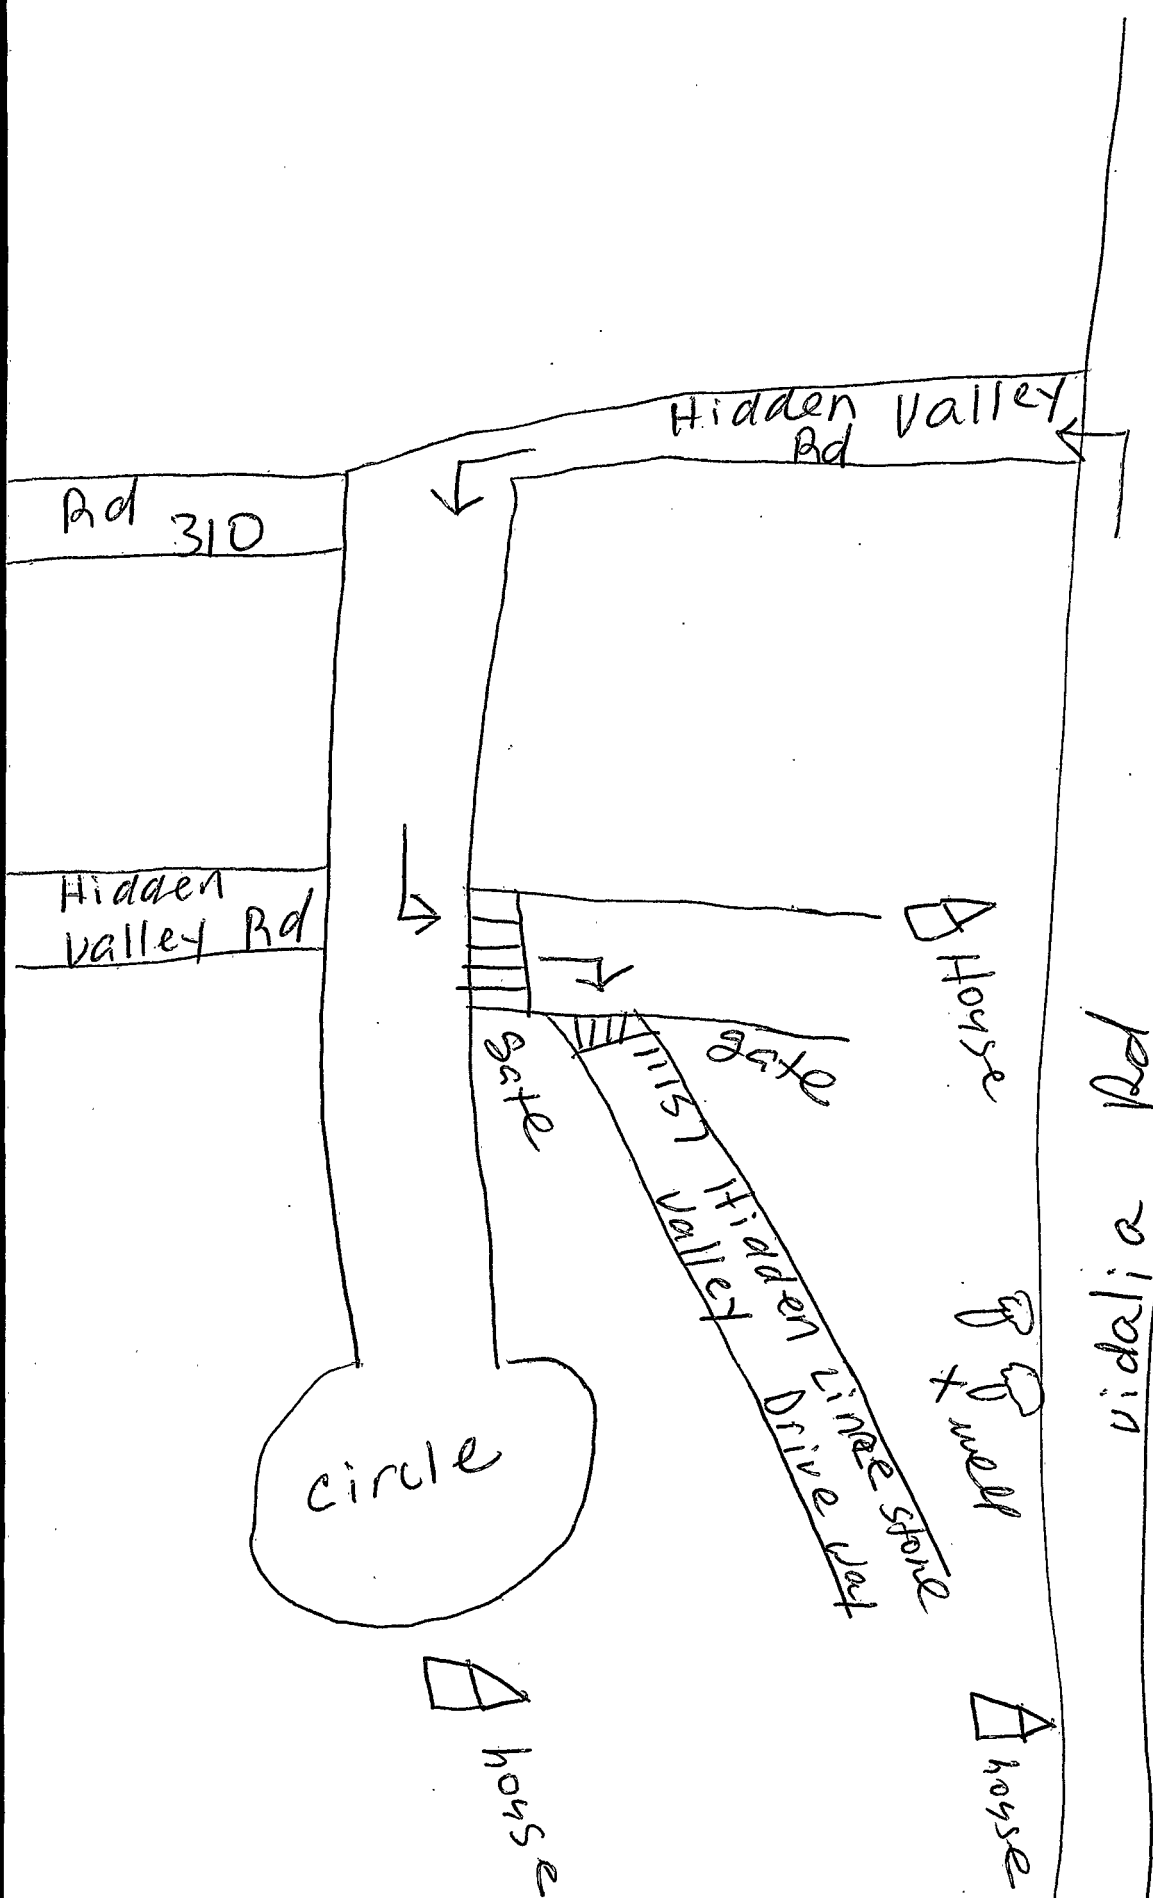 Hidden Valley
Rd
Rd 310
Hidden
Valley Rd
House
gate
gate
Hidden Limestone
Valley Drive Way
Vidalia Rd
x well
circle
house
house